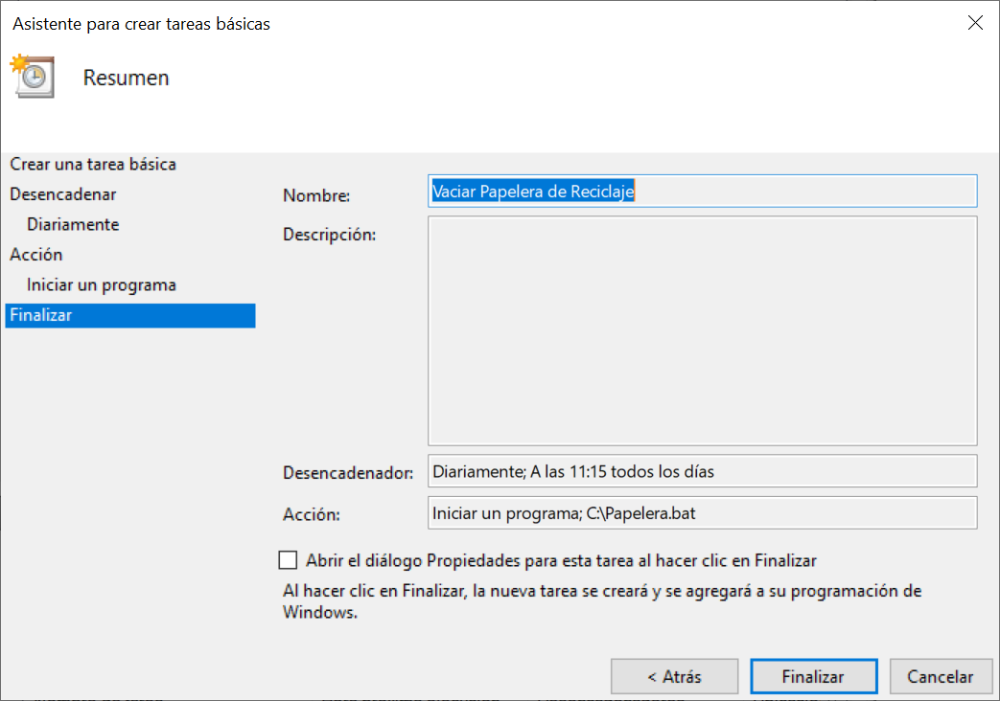 Asistente para crear tareas básicas
Resumen
Crear una tarea básica
Desencadenar
Diariamente
Acción
Iniciar un programa
Finalizar
Nombre: Vaciar Papelera de Reciclaje
Descripción:
Desencadenador: Diariamente; A las 11:15 todos los días
Acción: Iniciar un programa; C:\Papelera.bat
Abrir el diálogo Propiedades para esta tarea al hacer clic en Finalizar
Al hacer clic en Finalizar, la nueva tarea se creará y se agregará a su programación de
Windows.
< Atrás Finalizar Cancelar